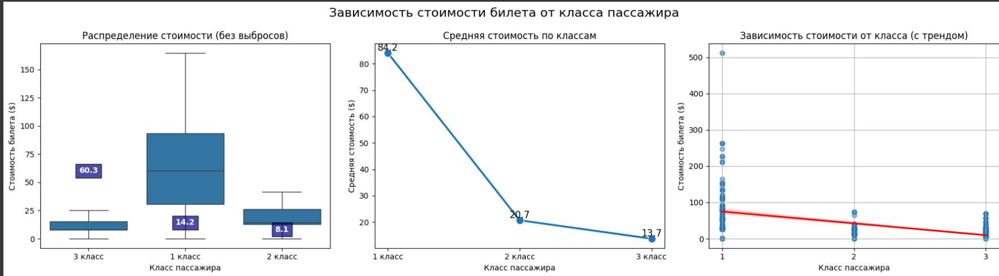 Зависимость стоимости билета от класса пассажира
Распределение стоимости (без выбросов)
Стоимость билета ($)
150
125
100
75
50
25
0
60.3
14.2
8.1
3 класс
1 класс
2 класс
Класс пассажира
Средняя стоимость по классам
Средняя стоимость ($)
80
70
60
50
40
30
20
84.2
20.7
13.7
1 класс
2 класс
3 класс
Класс пассажира
Зависимость стоимости от класса (с трендом)
Стоимость билета ($)
500
400
300
200
100
0
1
2
3
Класс пассажира